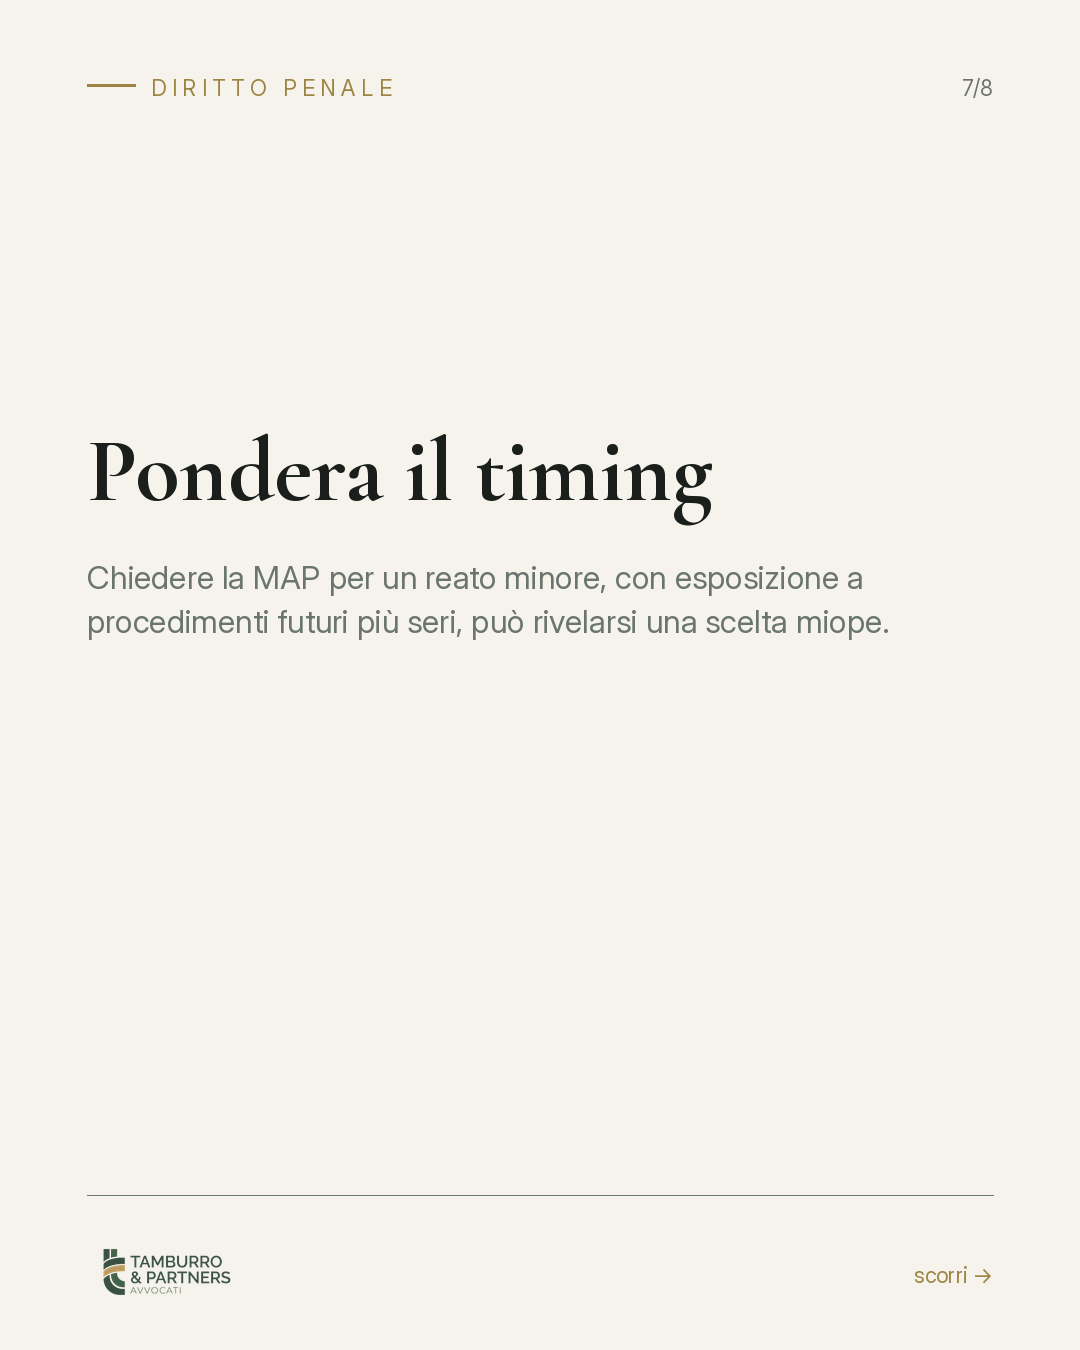 DIRITTO PENALE
7/8
Pondera il timing
Chiedere la MAP per un reato minore, con esposizione a
procedimenti futuri più seri, può rivelarsi una scelta miope.
TAMBURRO
& PARTNERS
AVVOCATI
scorri →